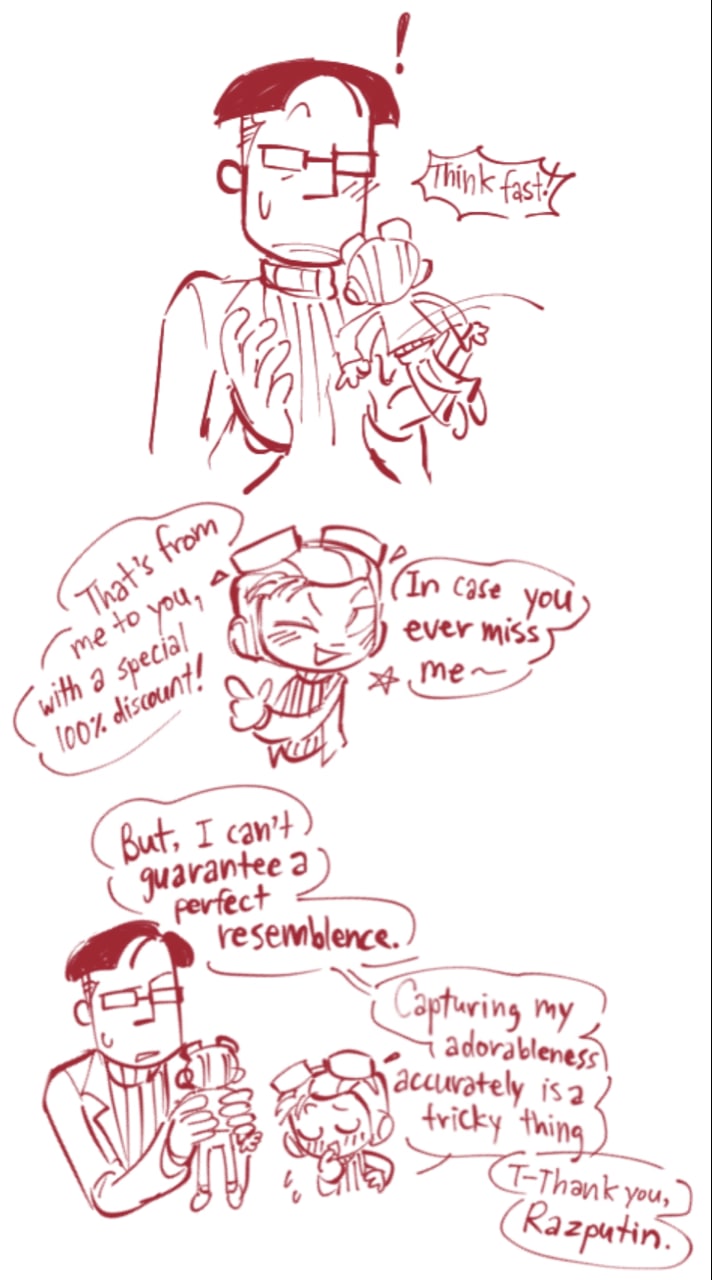 !
Think fast!
That's from
me to you,
with a special
100% discount!
In case you
ever miss
me~
But, I can't
guarantee a
perfect
resemblence.
Capturing my
adorableness
accurately is a
tricky thing
T-Thank you,
Razputin.